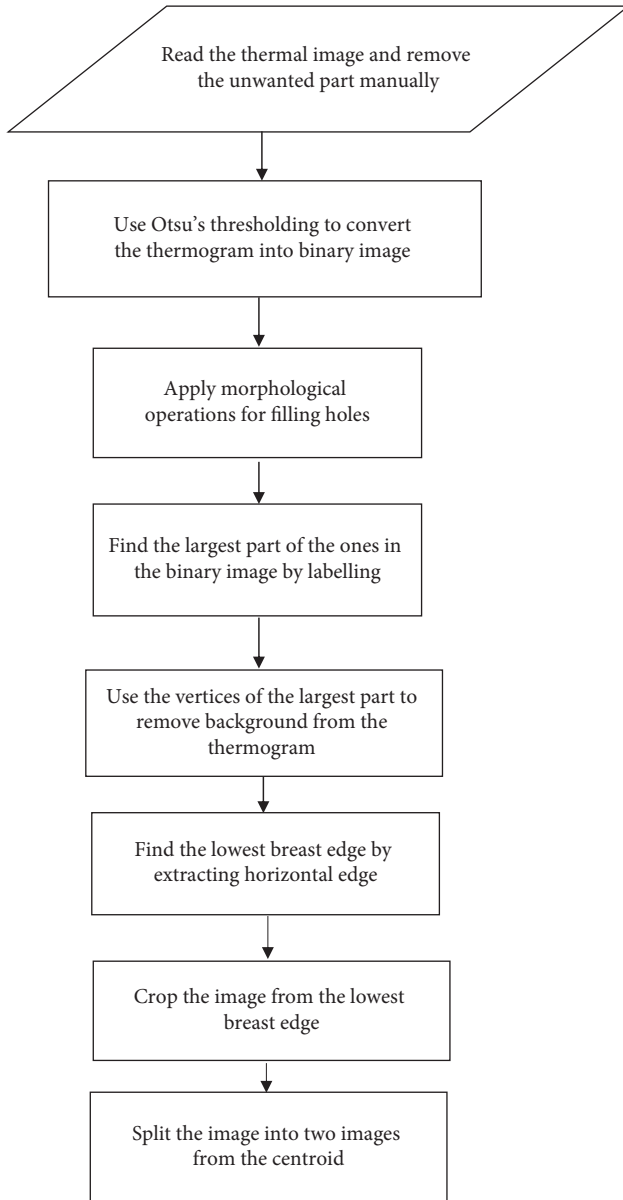 Read the thermal image and remove
the unwanted part manually
Use Otsu’s thresholding to convert
the thermogram into binary image
Apply morphological
operations for filling holes
Find the largest part of the ones in
the binary image by labelling
Use the vertices of the largest part to
remove background from the
thermogram
Find the lowest breast edge by
extracting horizontal edge
Crop the image from the lowest
breast edge
Split the image into two images
from the centroid